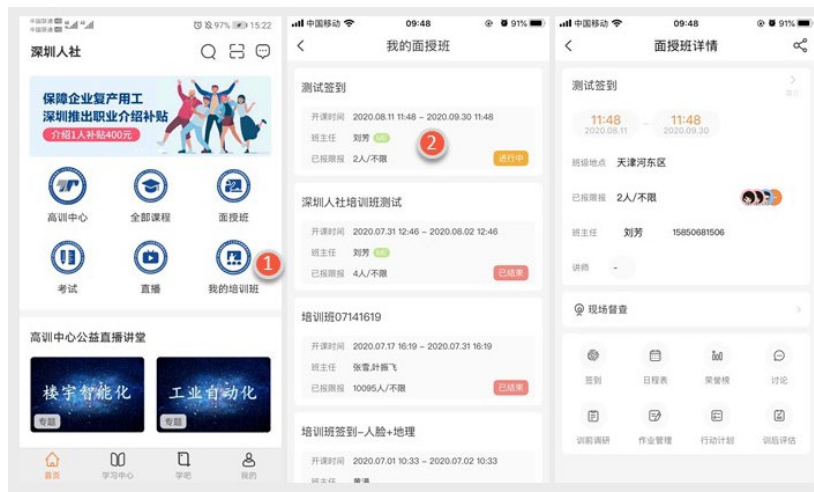 15:22
97%
深圳人社
保障企业复产用工
深圳推出职业介绍补贴
介绍1人补贴400元
高训中心 全部课程 面授班
考试 直播 我的培训班
1
高训中心公益直播讲堂
楼宇智能化 工业自动化
专题 专题
首页 学习中心 学吧 我的
中国移动 09:48 91%
我的面授班
测试签到
开课时间 2020.08.11 11:48 - 2020.09.30 11:48
班主任 刘芳
2
已报限报 2人/不限 进行中
深圳人社培训班测试
开课时间 2020.07.31 12:46 - 2020.08.02 12:46
班主任 刘芳
已报限报 4人/不限 已结束
培训班07141619
开课时间 2020.07.17 16:19 - 2020.07.31 16:19
班主任 张雪,叶振飞
已报限报 10095人/不限 已结束
培训班签到-人脸+地理
开课时间 2020.07.01 10:33 - 2020.07.02 10:33
中国移动 09:48 91%
面授班详情
测试签到
11:48 - 11:48
2020.08.11 2020.09.30
班级地点 天津河东区
已报限报 2人/不限
班主任 刘芳 15850681506
讲师 -
现场督查
签到 日程表 荣誉榜 讨论
训前调研 作业管理 行动计划 训后评估